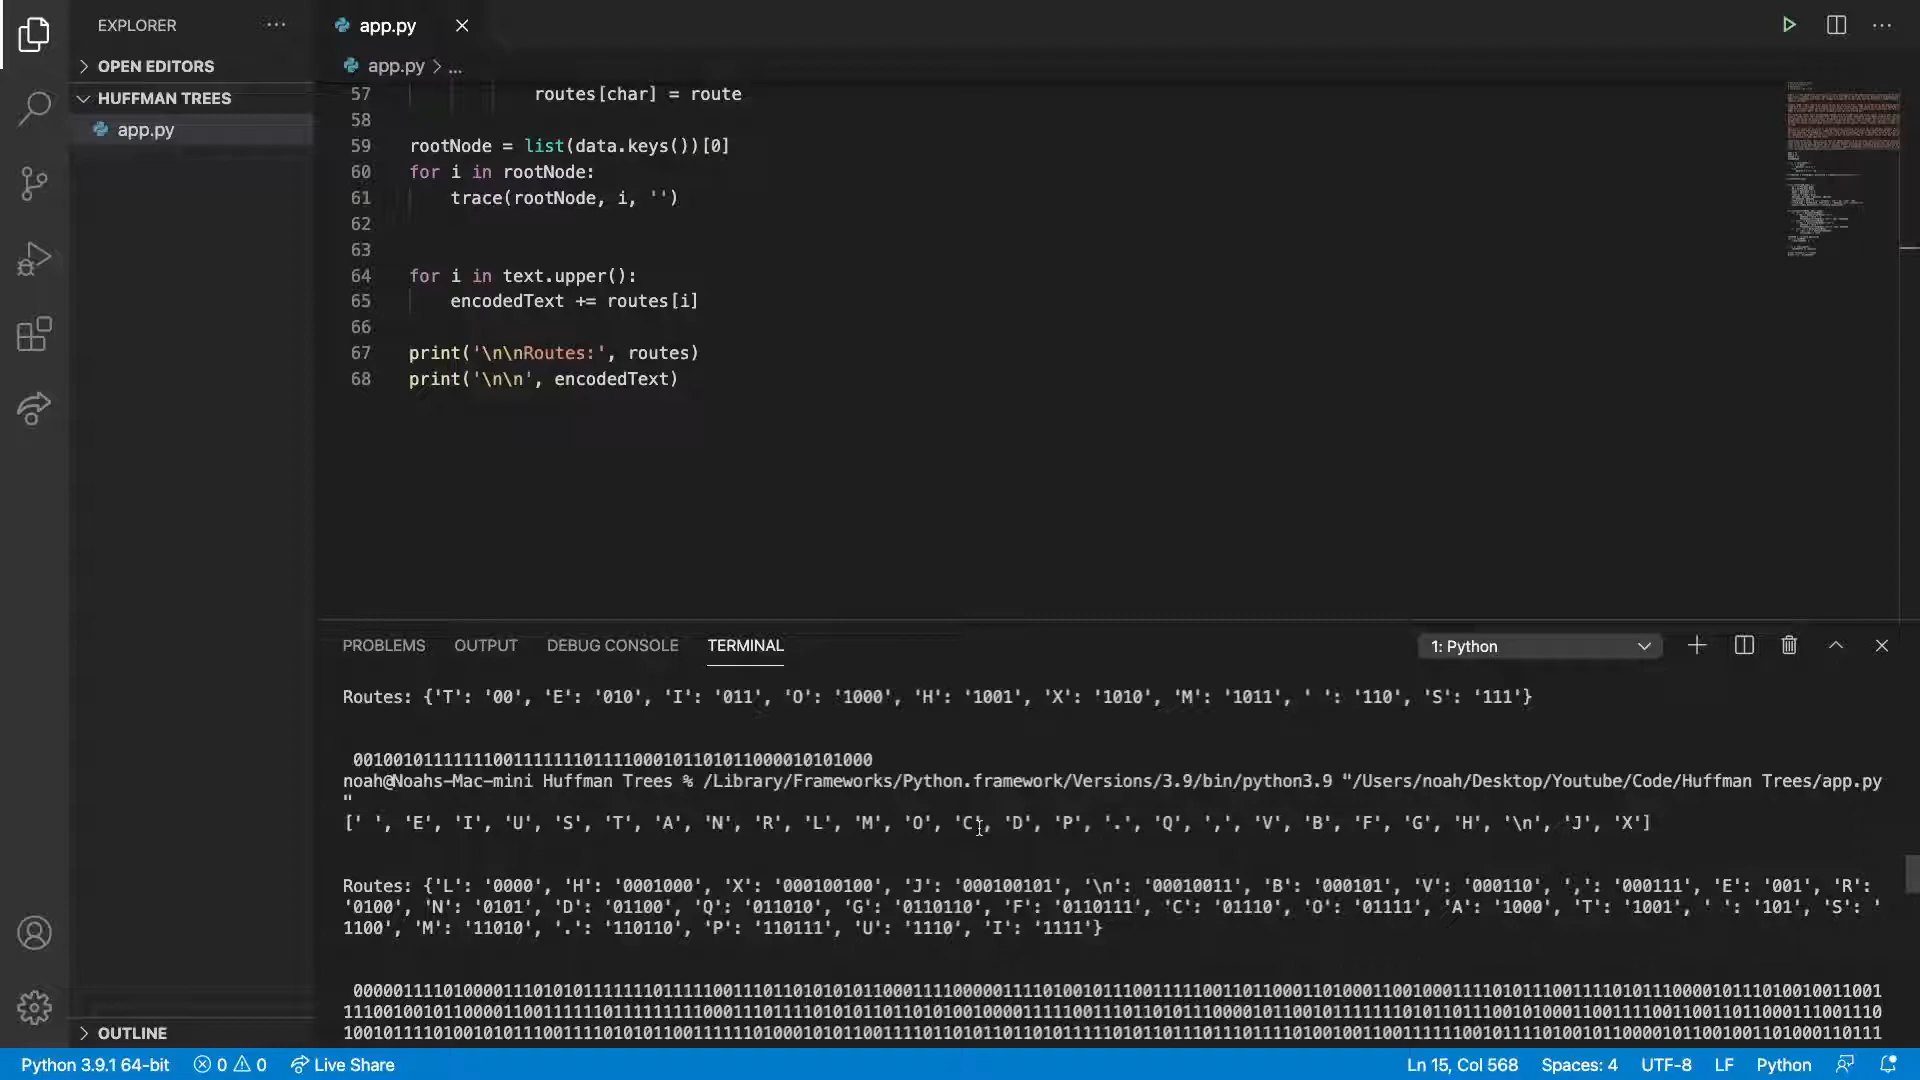 EXPLORER
OPEN EDITORS
HUFFMAN TREES
app.py
app.py
app.py > ...
57 routes[char] = route
58
59 rootNode = list(data.keys())[0]
60 for i in rootNode:
61 trace(rootNode, i, '')
62
63
64 for i in text.upper():
65 encodedText += routes[i]
66
67 print('\n\nRoutes:', routes)
68 print('\n\n', encodedText)
PROBLEMS OUTPUT DEBUG CONSOLE TERMINAL 1: Python
Routes: {'T': '00', 'E': '010', 'I': '011', 'O': '1000', 'H': '1001', 'X': '1010', 'M': '1011', ' ': '110', 'S': '111'}
noah@Noahs-Mac-mini Huffman Trees % /Library/Frameworks/Python.framework/Versions/3.9/bin/python3.9 "/Users/noah/Desktop/Youtube/Code/Huffman Trees/app.py
"
[' ', 'E', 'I', 'U', 'S', 'T', 'A', 'N', 'R', 'L', 'M', 'O', 'C', 'D', 'P', '.', 'Q', ',', 'V', 'B', 'F', 'G', 'H', '\n', 'J', 'X']
Routes: {'L': '0000', 'H': '0001000', 'X': '000100100', 'J': '000100101', '\n': '00010011', 'B': '000101', 'V': '000110', ',': '000111', 'E': '001', 'R':
'0100', 'N': '0101', 'D': '01100', 'Q': '011010', 'G': '0110110', 'F': '0110111', 'C': '01110', 'O': '01111', 'A': '1000', 'T': '1001', ' ': '101', 'S': '
1100', 'M': '11010', '.': '110110', 'P': '110111', 'U': '1110', 'I': '1111'}
OUTLINE
Python 3.9.1 64-bit 0 0 Live Share Ln 15, Col 568 Spaces: 4 UTF-8 LF Python